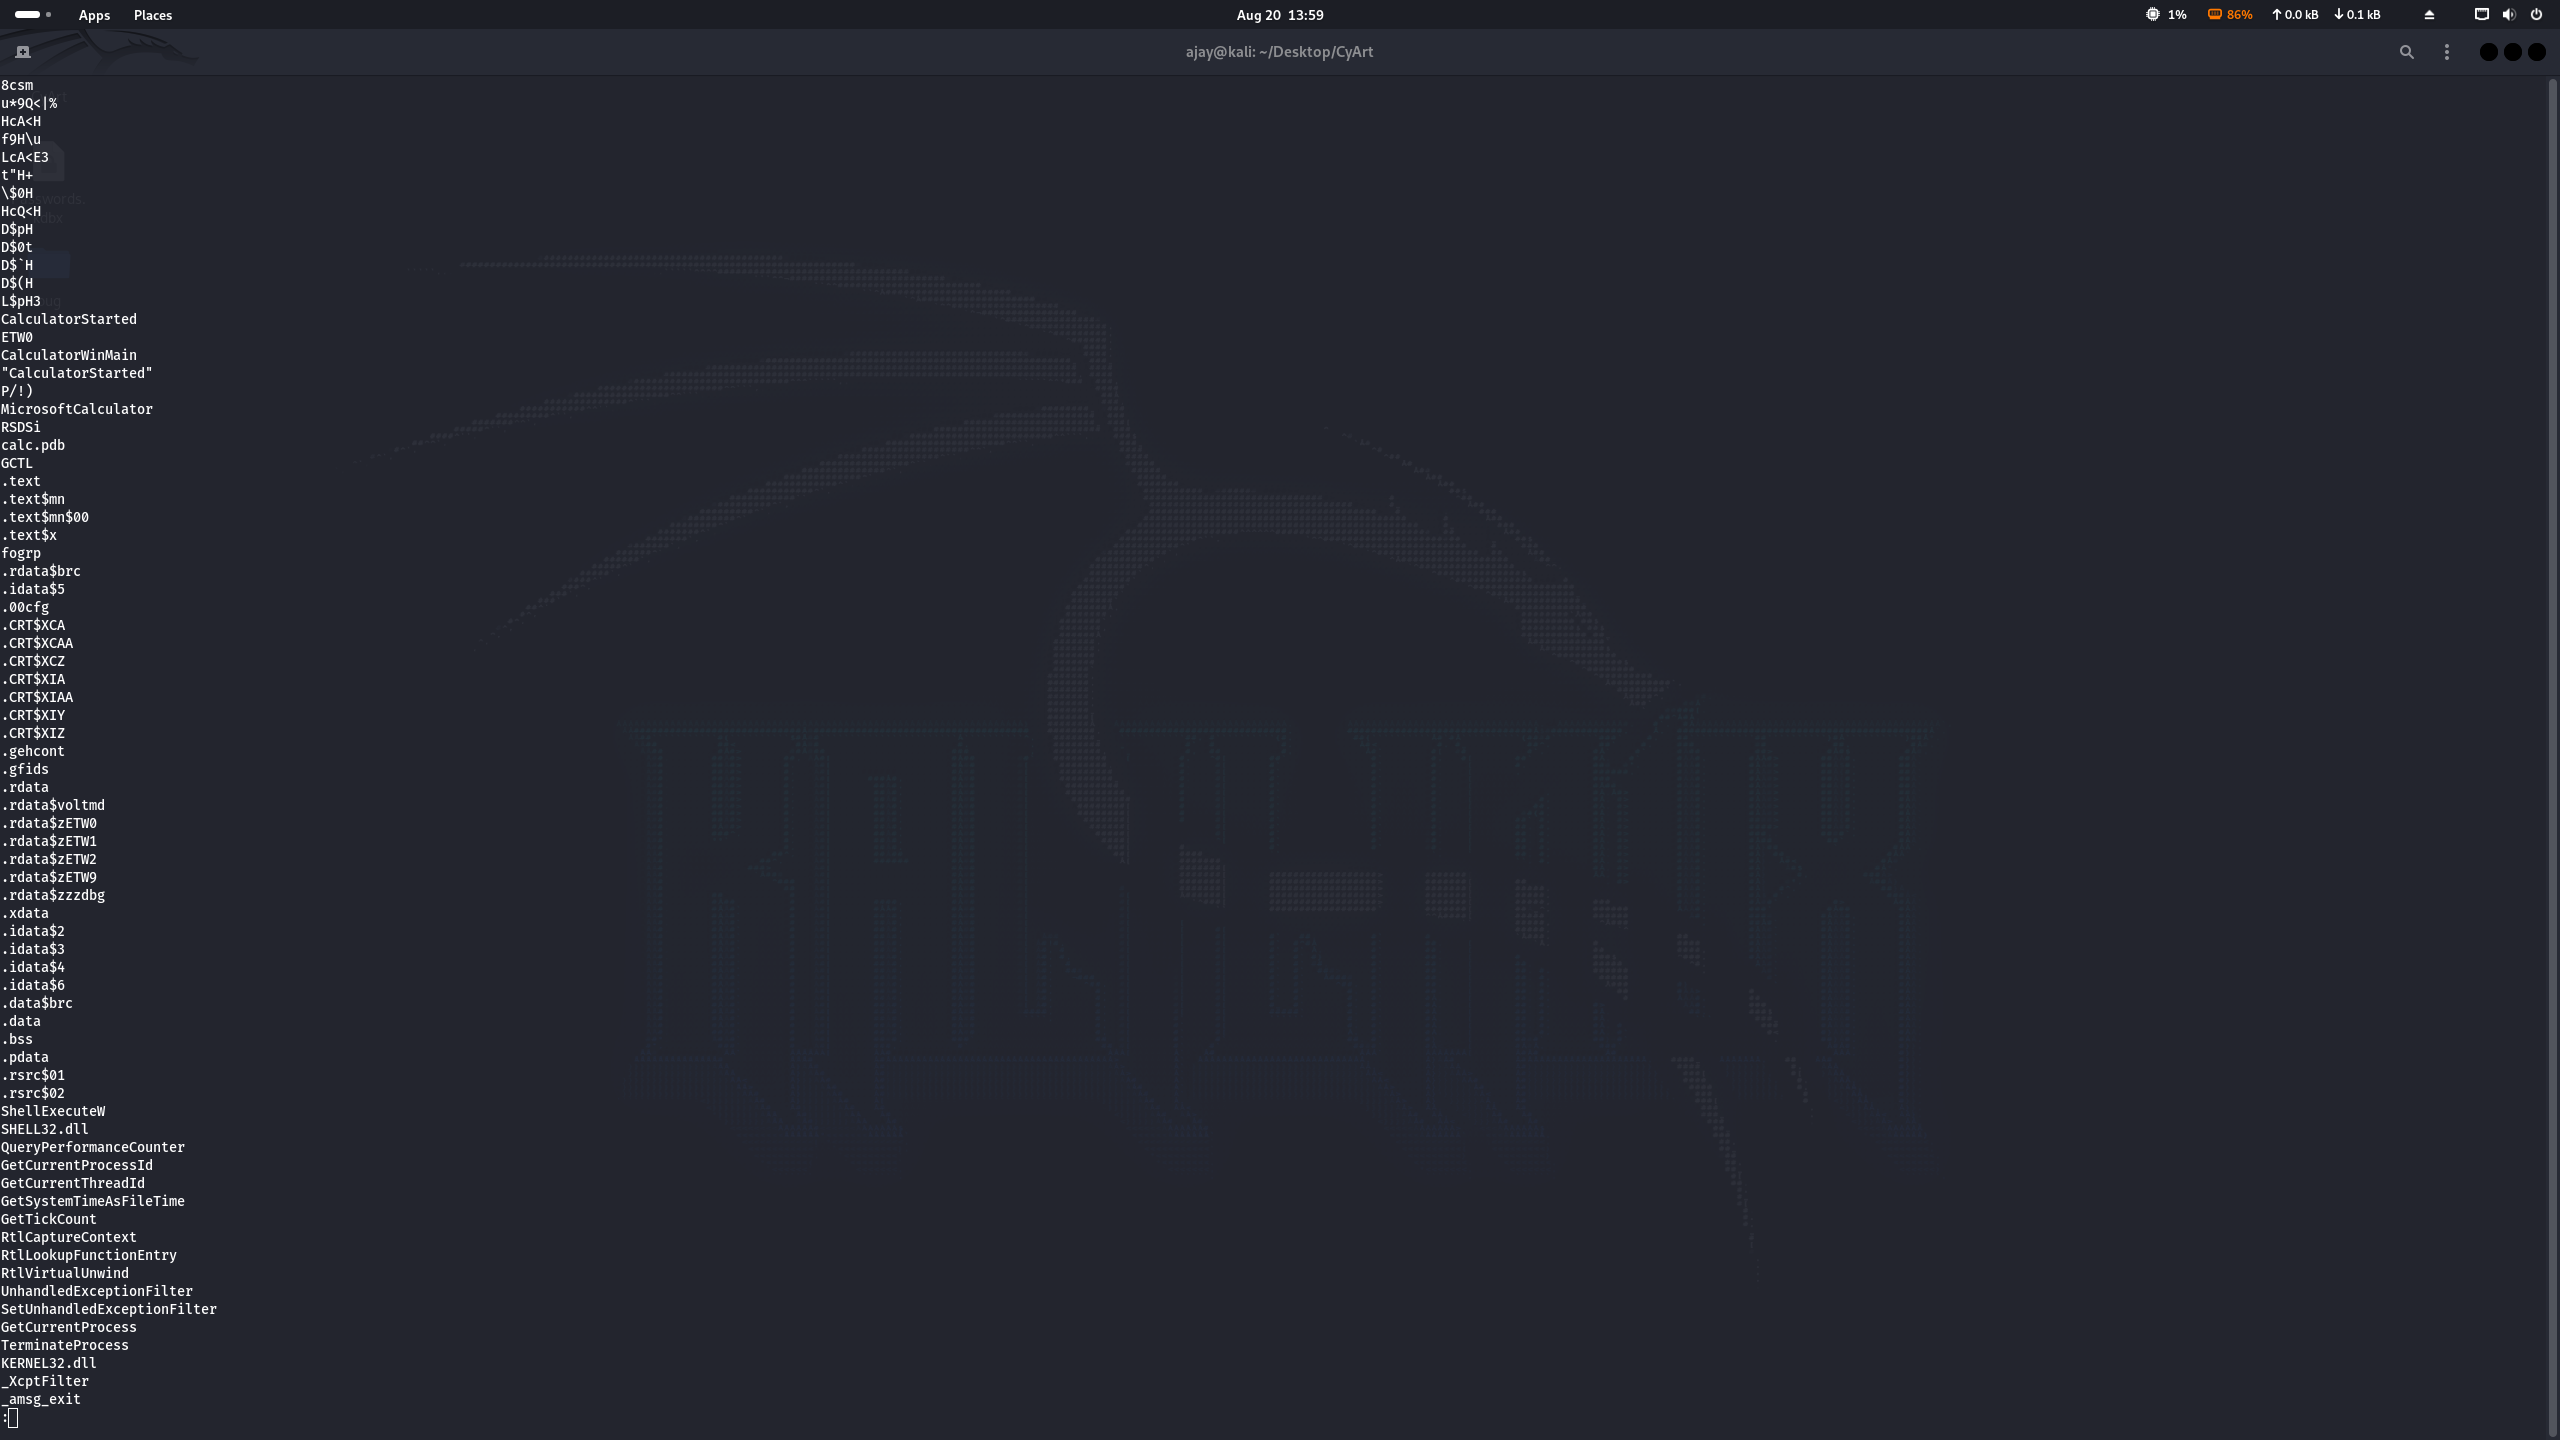 Apps Places Aug 20 13:59 1% 86% 0.0 kB 0.1 kB
ajay@kali: ~/Desktop/CyArt
8csm
u*9Q<|%
HcA<H
f9H\u
LcA<E3
t"H+
\$0H
HcQ<H
D$pH
D$0t
D$`H
D$(H
L$pH3
CalculatorStarted
ETW0
CalculatorWinMain
"CalculatorStarted"
P/!)
MicrosoftCalculator
RSDSi
calc.pdb
GCTL
.text
.text$mn
.text$mn$00
.text$x
fogrp
.rdata$brc
.idata$5
.00cfg
.CRT$XCA
.CRT$XCAA
.CRT$XCZ
.CRT$XIA
.CRT$XIAA
.CRT$XIY
.CRT$XIZ
.gehcont
.gfids
.rdata
.rdata$voltmd
.rdata$zETW0
.rdata$zETW1
.rdata$zETW2
.rdata$zETW9
.rdata$zzzdbg
.xdata
.idata$2
.idata$3
.idata$4
.idata$6
.data$brc
.data
.bss
.pdata
.rsrc$01
.rsrc$02
ShellExecuteW
SHELL32.dll
QueryPerformanceCounter
GetCurrentProcessId
GetCurrentThreadId
GetSystemTimeAsFileTime
GetTickCount
RtlCaptureContext
RtlLookupFunctionEntry
RtlVirtualUnwind
UnhandledExceptionFilter
SetUnhandledExceptionFilter
GetCurrentProcess
TerminateProcess
KERNEL32.dll
_XcptFilter
_amsg_exit
: